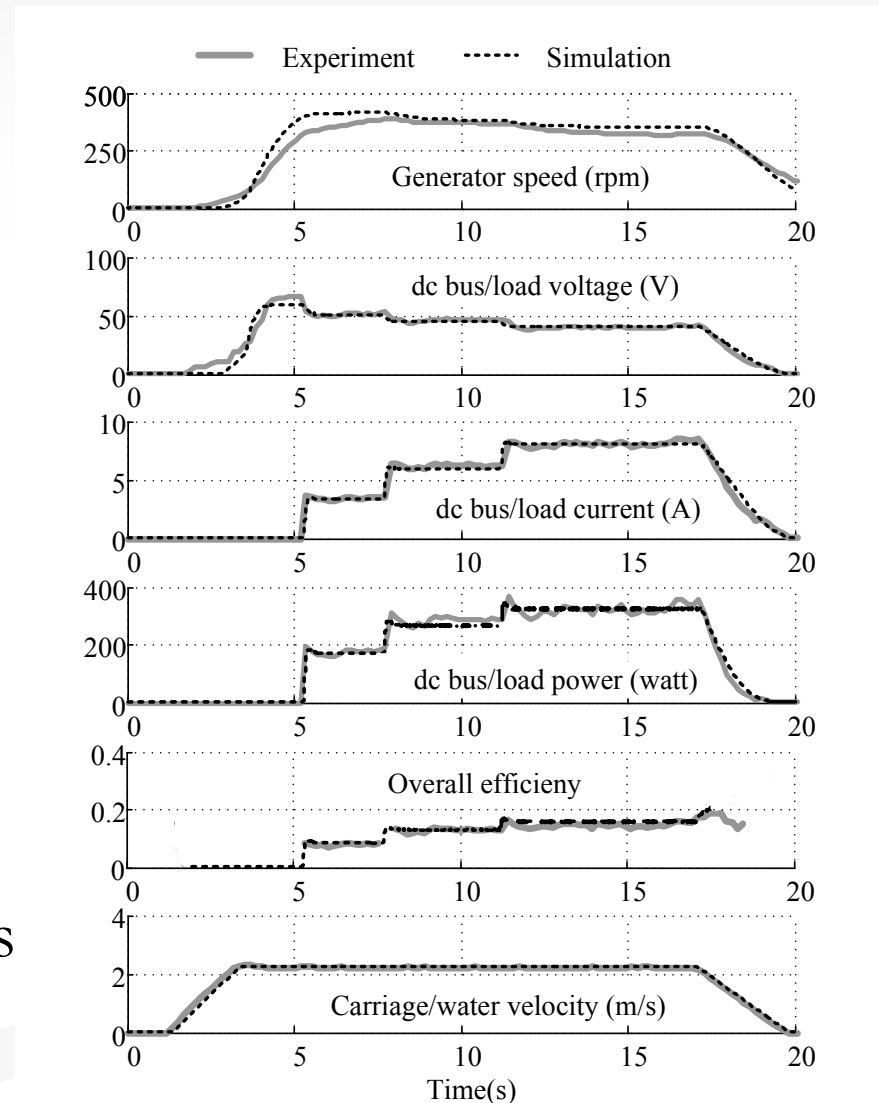 Experiment Simulation
500
250
0
Generator speed (rpm)
0 5 10 15 20
100
50
0
dc bus/load voltage (V)
0 5 10 15 20
10
5
0
dc bus/load current (A)
0 5 10 15 20
400
200
0
dc bus/load power (watt)
0 5 10 15 20
0.4
0.2
0
Overall efficieny
0 5 10 15 20
s
4
2
0
Carriage/water velocity (m/s)
0 5 10 15 20
Time(s)